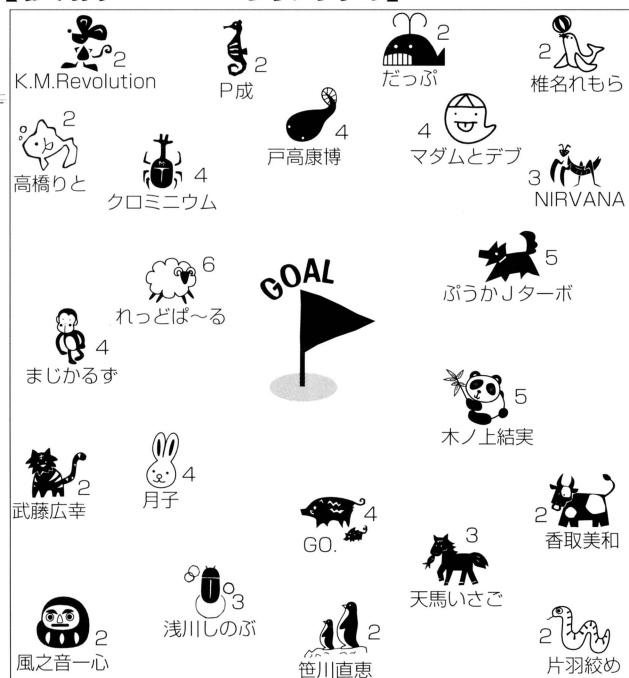 2
K.M.Revolution
2
P成
2
だっぷ
2
椎名れもら
2
高橋りと
4
クロミニウム
4
戸高康博
4
マダムとデブ
3
NIRVANA
6
れっどぱ〜る
GOAL
5
ぷうかJターボ
4
まじかるず
5
木ノ上結実
2
武藤広幸
4
月子
4
GO.
3
天馬いさご
2
香取美和
2
風之音一心
3
浅川しのぶ
2
笹川直恵
2
片羽絞め